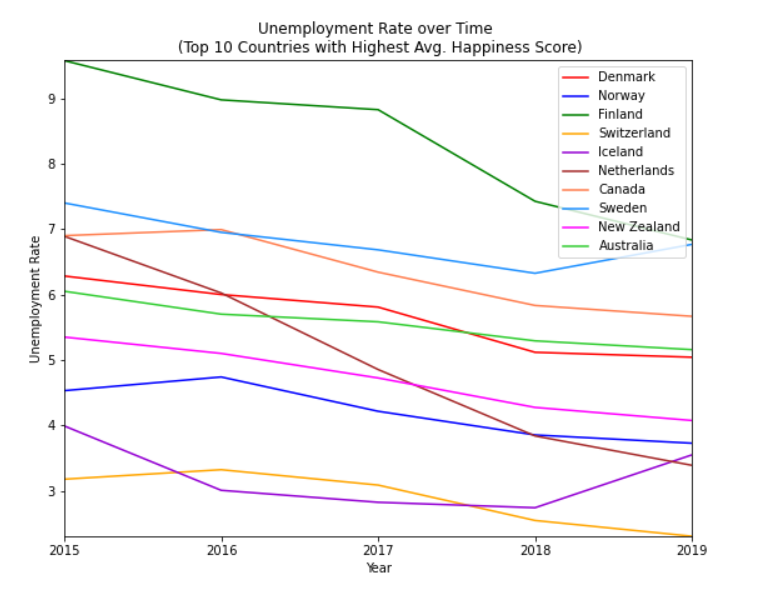 Unemployment Rate over Time
(Top 10 Countries with Highest Avg. Happiness Score)
Unemployment Rate
9
8
7
6
5
4
3
Denmark
Norway
Finland
Switzerland
Iceland
Netherlands
Canada
Sweden
New Zealand
Australia
2015 2016 2017 2018 2019
Year